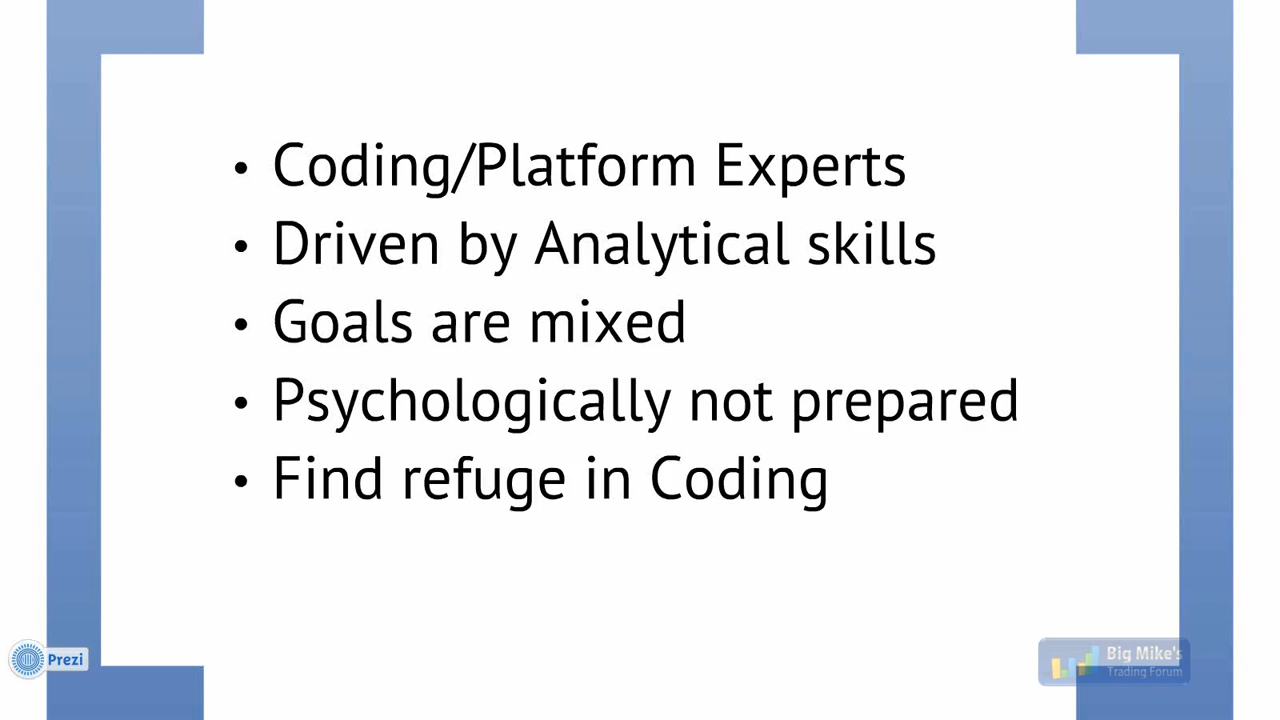 • Coding/Platform Experts
• Driven by Analytical skills
• Goals are mixed
• Psychologically not prepared
• Find refuge in Coding
Prezi
Big Mike's
Trading Forum